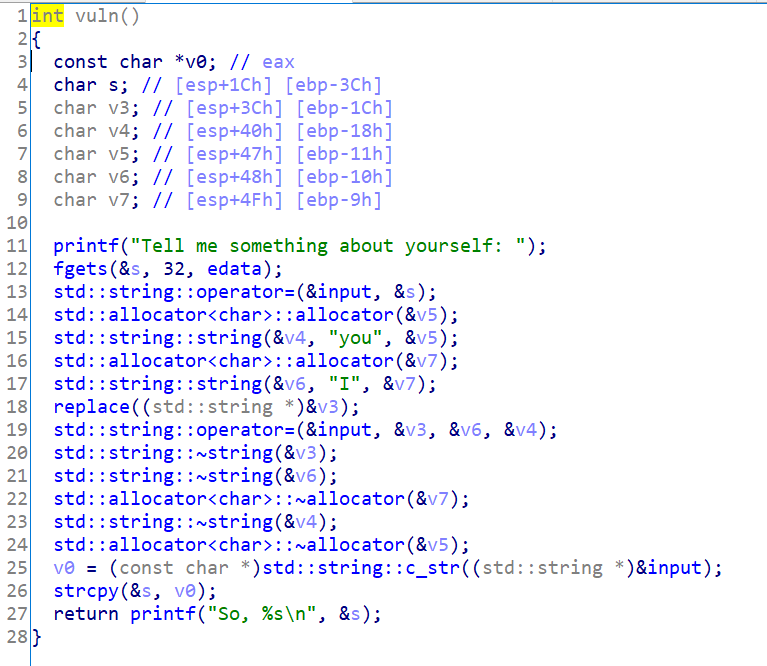 1 int vuln()
2 {
3   const char *v0; // eax
4   char s; // [esp+1Ch] [ebp-3Ch]
5   char v3; // [esp+3Ch] [ebp-1Ch]
6   char v4; // [esp+40h] [ebp-18h]
7   char v5; // [esp+47h] [ebp-11h]
8   char v6; // [esp+48h] [ebp-10h]
9   char v7; // [esp+4Fh] [ebp-9h]
10
11   printf("Tell me something about yourself: ");
12   fgets(&s, 32, edata);
13   std::string::operator=(&input, &s);
14   std::allocator<char>::allocator(&v5);
15   std::string::string(&v4, "you", &v5);
16   std::allocator<char>::allocator(&v7);
17   std::string::string(&v6, "I", &v7);
18   replace((std::string *)&v3);
19   std::string::operator=(&input, &v3, &v6, &v4);
20   std::string::~string(&v3);
21   std::string::~string(&v6);
22   std::allocator<char>::~allocator(&v7);
23   std::string::~string(&v4);
24   std::allocator<char>::~allocator(&v5);
25   v0 = (const char *)std::string::c_str((std::string *)&input);
26   strcpy(&s, v0);
27   return printf("So, %s\n", &s);
28 }